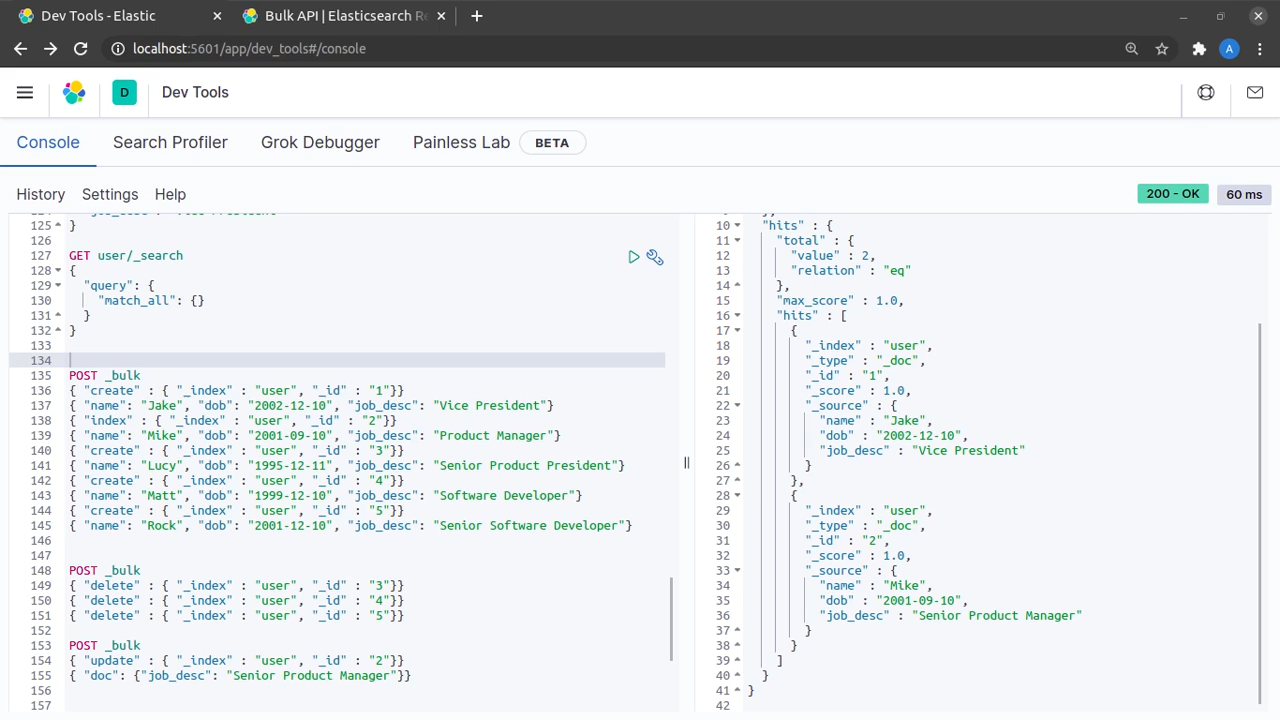 Dev Tools - Elastic
Bulk API | Elasticsearch Re
localhost:5601/app/dev_tools#/console
A
D
Dev Tools
Console
Search Profiler
Grok Debugger
Painless Lab
BETA
History
Settings
Help
200 - OK
60 ms
125 }
126
127 GET user/_search
128 {
129 "query": {
130 "match_all": {}
131 }
132 }
133
134
135 POST _bulk
136 { "create" : { "_index" : "user", "_id" : "1"}}
137 { "name": "Jake", "dob": "2002-12-10", "job_desc": "Vice President"}
138 { "index" : { "_index" : "user", "_id" : "2"}}
139 { "name": "Mike", "dob": "2001-09-10", "job_desc": "Product Manager"}
140 { "create" : { "_index" : "user", "_id" : "3"}}
141 { "name": "Lucy", "dob": "1995-12-11", "job_desc": "Senior Product President"}
142 { "create" : { "_index" : "user", "_id" : "4"}}
143 { "name": "Matt", "dob": "1999-12-10", "job_desc": "Software Developer"}
144 { "create" : { "_index" : "user", "_id" : "5"}}
145 { "name": "Rock", "dob": "2001-12-10", "job_desc": "Senior Software Developer"}
146
147
148 POST _bulk
149 { "delete" : { "_index" : "user", "_id" : "3"}}
150 { "delete" : { "_index" : "user", "_id" : "4"}}
151 { "delete" : { "_index" : "user", "_id" : "5"}}
152
153 POST _bulk
154 { "update" : { "_index" : "user", "_id" : "2"}}
155 { "doc": {"job_desc": "Senior Product Manager"}}
156
157
10 "hits" : {
11 "total" : {
12 "value" : 2,
13 "relation" : "eq"
14 },
15 "max_score" : 1.0,
16 "hits" : [
17 {
18 "_index" : "user",
19 "_type" : "_doc",
20 "_id" : "1",
21 "_score" : 1.0,
22 "_source" : {
23 "name" : "Jake",
24 "dob" : "2002-12-10",
25 "job_desc" : "Vice President"
26 }
27 },
28 {
29 "_index" : "user",
30 "_type" : "_doc",
31 "_id" : "2",
32 "_score" : 1.0,
33 "_source" : {
34 "name" : "Mike",
35 "dob" : "2001-09-10",
36 "job_desc" : "Senior Product Manager"
37 }
38 }
39 ]
40 }
41 }
42